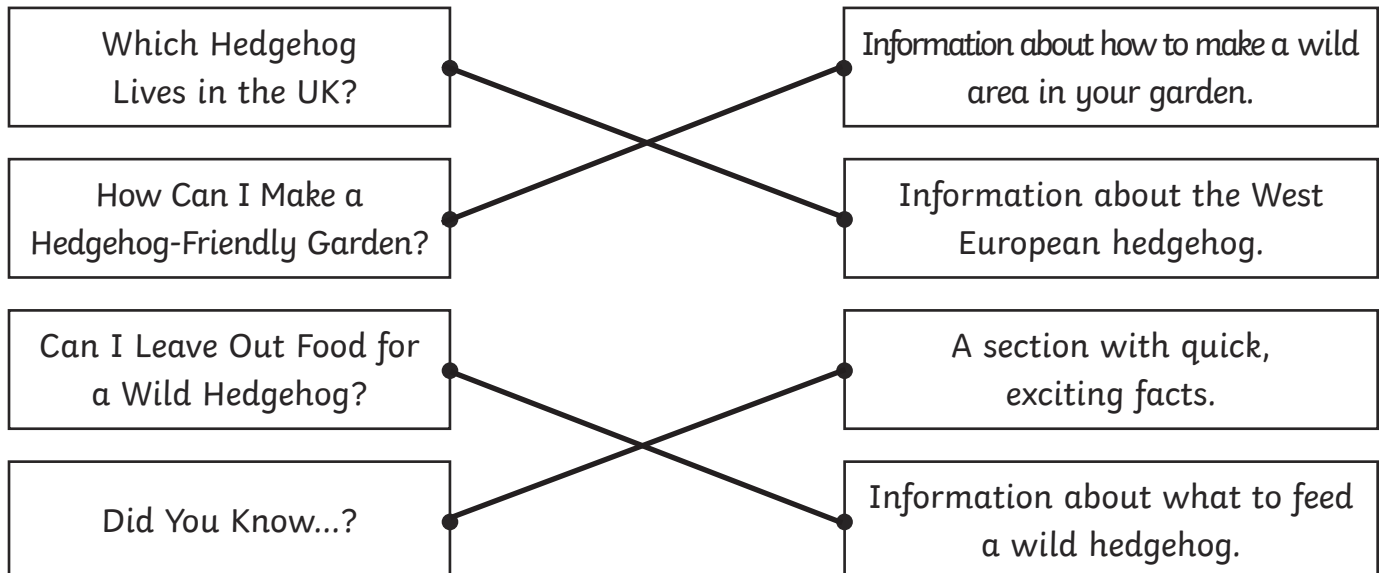 Which Hedgehog
Lives in the UK?
Information about how to make a wild
area in your garden.
How Can I Make a
Hedgehog-Friendly Garden?
Information about the West
European hedgehog.
Can I Leave Out Food for
a Wild Hedgehog?
A section with quick,
exciting facts.
Did You Know...?
Information about what to feed
a wild hedgehog.